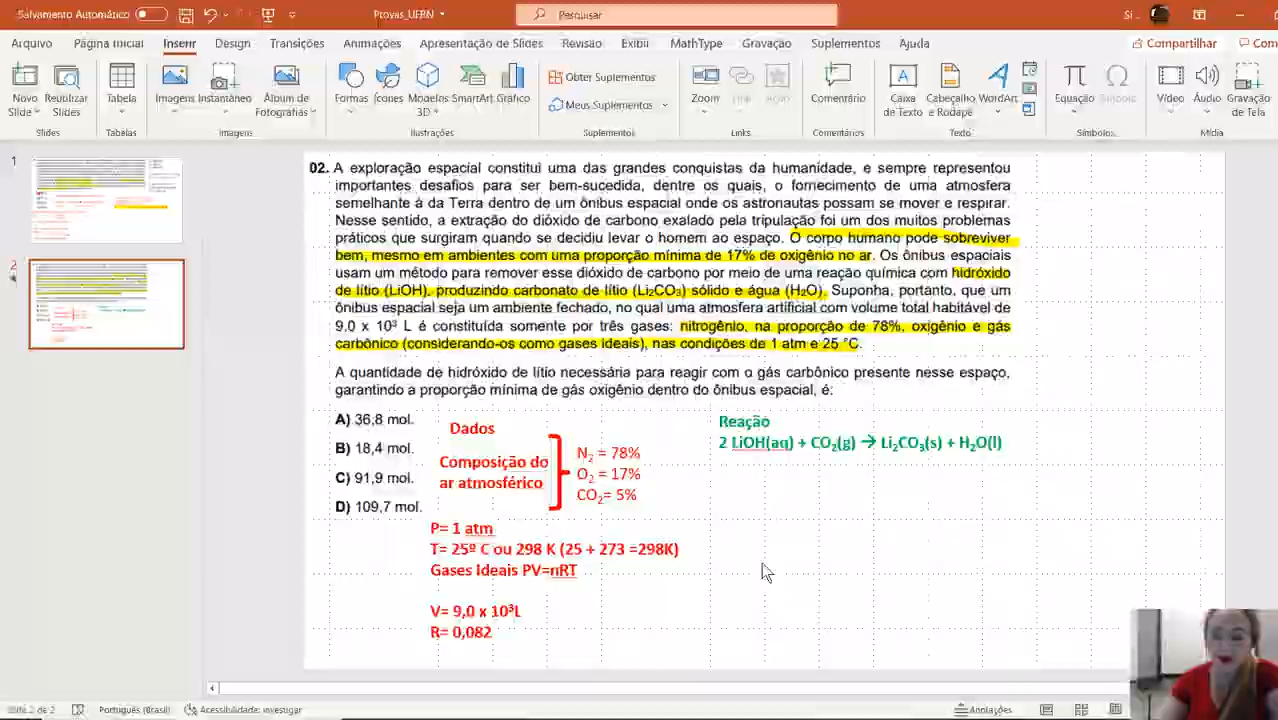 Salvamento Automático
Provas_UFRN
Pesquisar
Si...
Arquivo Página Inicial Inserir Design Transições Animações Apresentação de Slides Revisão Exibir MathType Gravação Suplementos Ajuda
Compartilhar
Novo Slide
Reutilizar Slides
Tabela
Imagens
Instantâneo
Álbum de Fotografias
Formas
Ícones
Modelos 3D
SmartArt
Gráfico
Obter Suplementos
Meus Suplementos
Zoom
Link
Ação
Comentário
Caixa de Texto
Cabeçalho e Rodapé
WordArt
Equação
Símbolo
Vídeo
Áudio
Gravação de Tela
Slides Tabelas Imagens Ilustrações Suplementos Links Comentários Texto Símbolos Mídia
1
2
02. A exploração espacial constitui uma das grandes conquistas da humanidade, e sempre representou
importantes desafios para ser bem-sucedida, dentre os o fornecimento de uma atmosfera
semelhante à da Terra dentro de um ônibus espacial onde os astronautas possam se mover e respirar.
Nesse sentido, a exaustão do dióxido de carbono exalado pela tripulação foi um dos muitos problemas
práticos que surgiram quando se decidiu levar o homem ao espaço. O corpo humano pode sobreviver
bem, mesmo em ambientes com uma proporção mínima de 17% de oxigênio no ar. Os ônibus espaciais
usam um método para remover esse dióxido de carbono por meio de uma reação química com hidróxido
de lítio (LiOH), produzindo carbonato de lítio (Li₂CO₃) sólido e água (H₂O). Suponha, portanto, que um
ônibus espacial seja um ambiente fechado, no qual uma atmosfera artificial com volume total habitável de
9,0 x 10³ L é constituída somente por três gases: nitrogênio, na proporção de 78%, oxigênio e gás
carbônico (considerando-os como gases ideais), nas condições de 1 atm e 25 °C.
A quantidade de hidróxido de lítio necessária para reagir com o gás carbônico presente nesse espaço,
garantindo a proporção mínima de gás oxigênio dentro do ônibus espacial, é:
A) 36,8 mol.
B) 18,4 mol.
C) 91,9 mol.
D) 109,7 mol.
Dados
Composição do
ar atmosférico
N₂ = 78%
O₂ = 17%
CO₂= 5%
P= 1 atm
T= 25º C ou 298 K (25 + 273 =298K)
Gases Ideais PV=nRT
V= 9,0 x 10³L
R= 0,082
Reação
2 LiOH(aq) + CO₂(g) → Li₂CO₃(s) + H₂O(l)
Slide 2 de 2
Português (Brasil)
Acessibilidade: investigar
Anotações